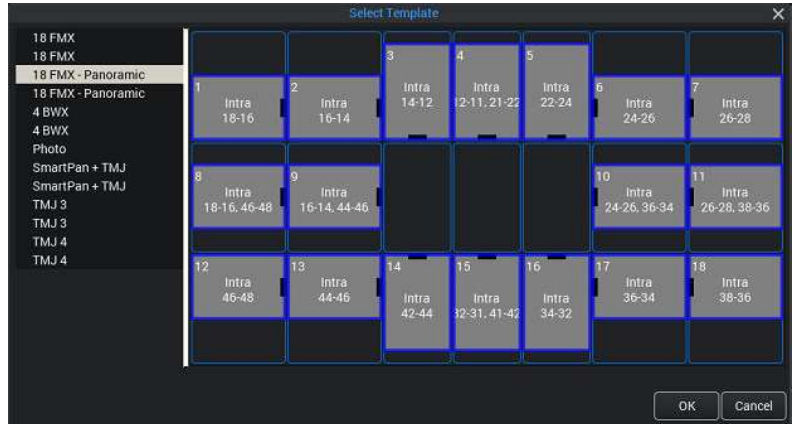 Select Template
18 FMX
18 FMX
18 FMX - Panoramic
18 FMX - Panoramic
4 BWX
4 BWX
Photo
SmartPan + TMJ
SmartPan + TMJ
TMJ 3
TMJ 3
TMJ 4
TMJ 4
1
Intra
18-16
2
Intra
16-14
3
Intra
14-12
4
Intra
12-11, 21-22
5
Intra
22-24
6
Intra
24-26
7
Intra
26-28
8
Intra
18-16, 46-48
9
Intra
16-14, 44-46
10
Intra
24-26, 36-34
11
Intra
26-28, 38-36
12
Intra
46-48
13
Intra
44-46
14
Intra
42-44
15
Intra
32-31, 41-42
16
Intra
34-32
17
Intra
36-34
18
Intra
38-36
OK
Cancel